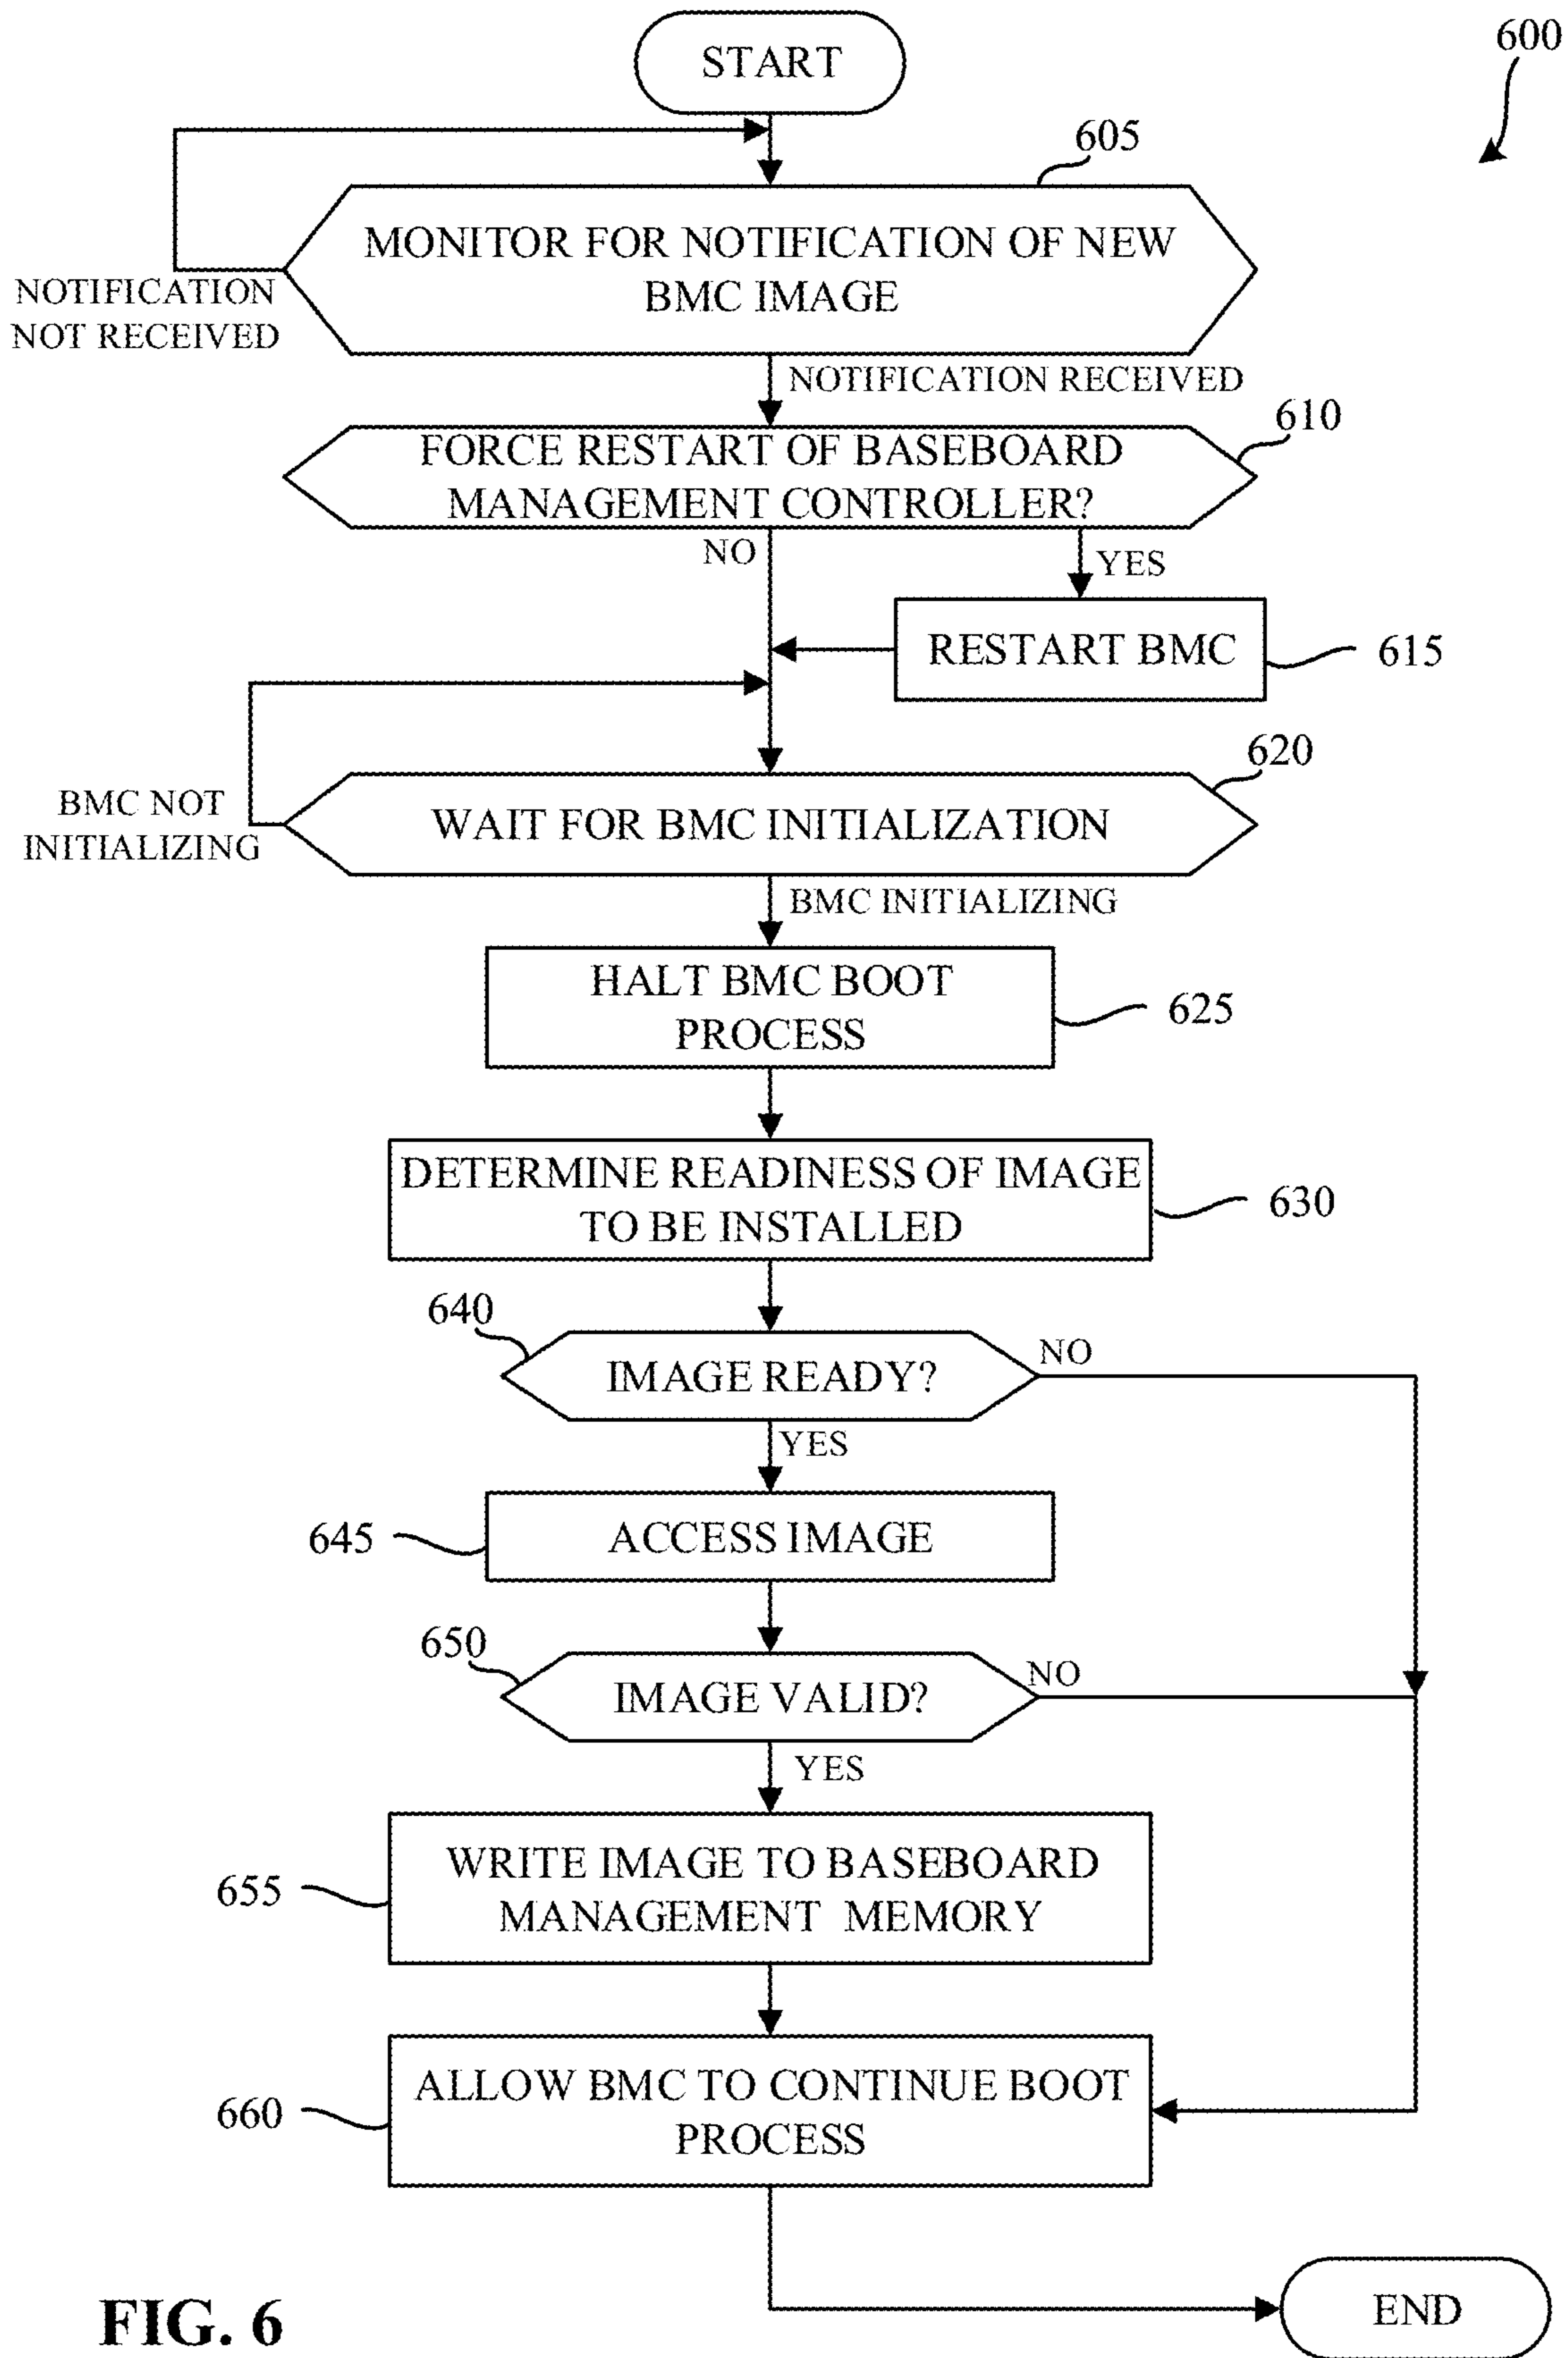 START
600
605
MONITOR FOR NOTIFICATION OF NEW
BMC IMAGE
NOTIFICATION
NOT RECEIVED
NOTIFICATION RECEIVED
610
FORCE RESTART OF BASEBOARD
MANAGEMENT CONTROLLER?
NO
YES
RESTART BMC
615
620
BMC NOT
INITIALIZING
WAIT FOR BMC INITIALIZATION
BMC INITIALIZING
HALT BMC BOOT
PROCESS
625
DETERMINE READINESS OF IMAGE
TO BE INSTALLED
630
640
IMAGE READY?
NO
YES
645
ACCESS IMAGE
650
IMAGE VALID?
NO
YES
655
WRITE IMAGE TO BASEBOARD
MANAGEMENT MEMORY
660
ALLOW BMC TO CONTINUE BOOT
PROCESS
END
FIG. 6